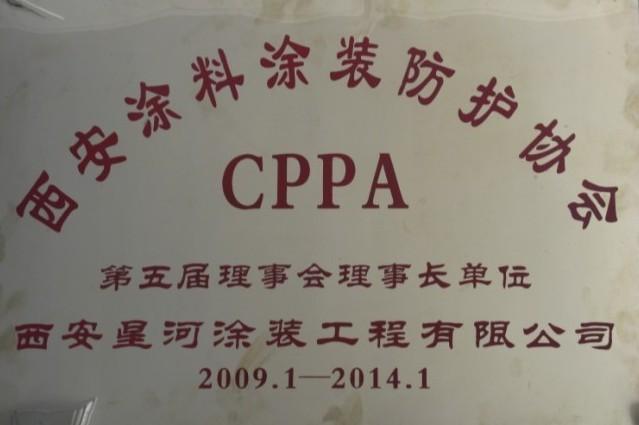 西安涂料涂装防护协会
CPPA
第五届理事会理事长单位
西安星河涂装工程有限公司
2009.1—2014.1